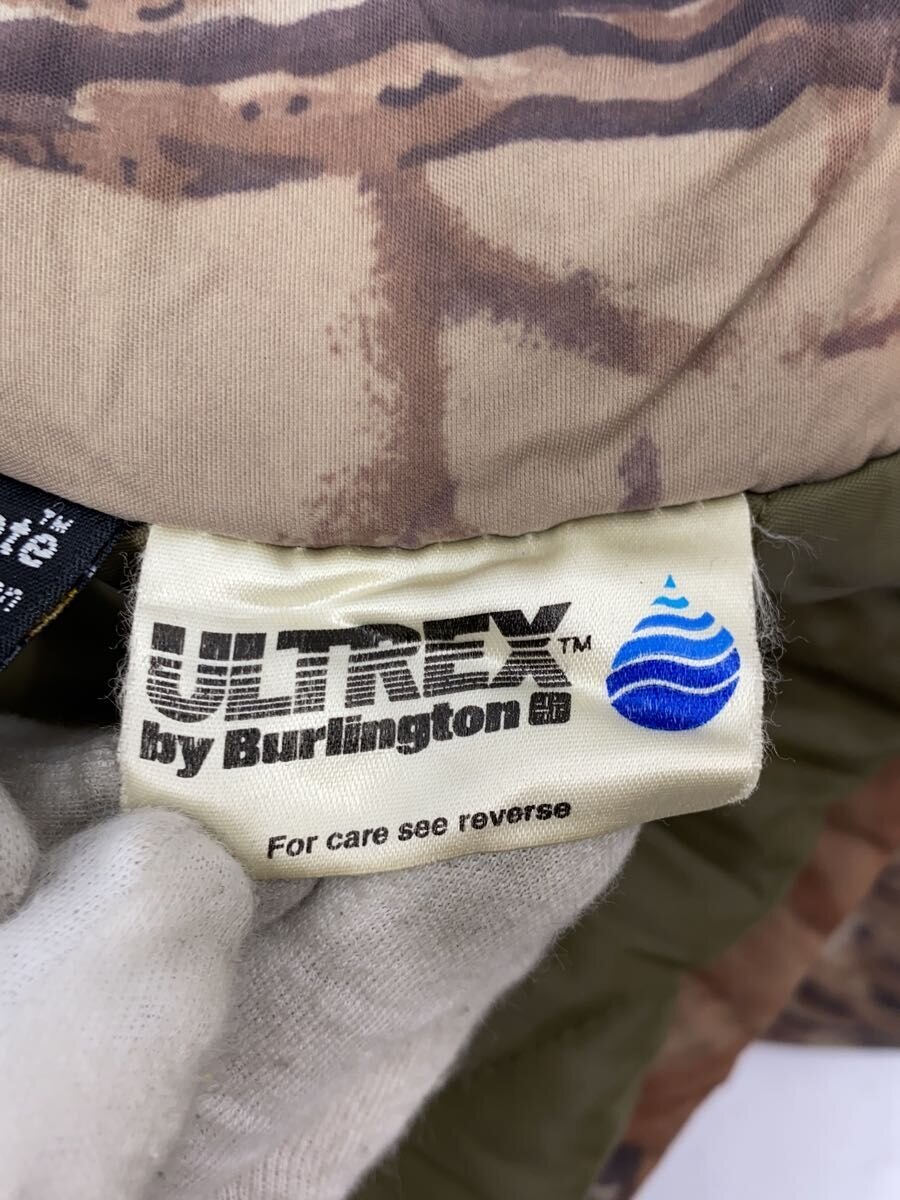 ULTREX™
by Burlington
For care see reverse